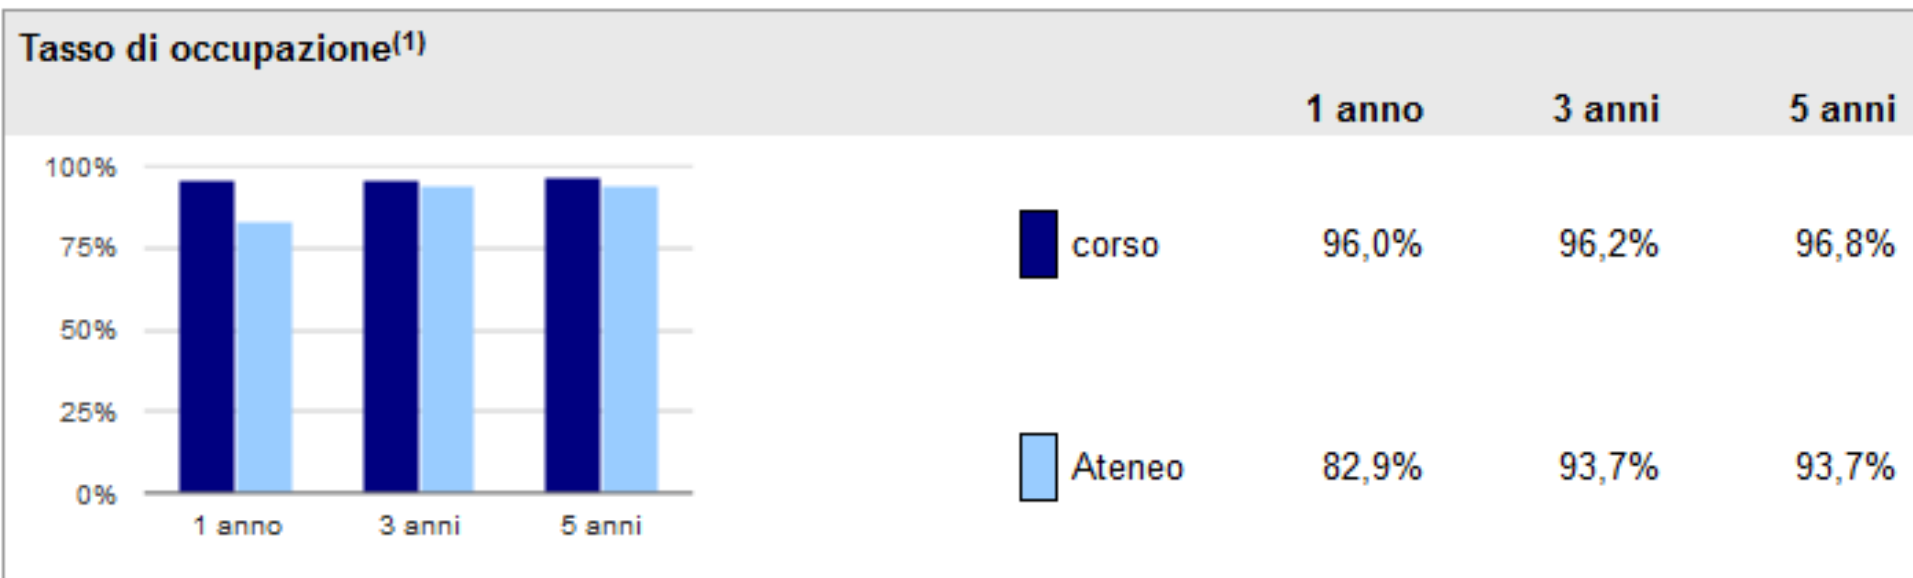 Tasso di occupazione(1)
1 anno 3 anni 5 anni
100%
75%
50%
25%
0%
1 anno 3 anni 5 anni
corso 96,0% 96,2% 96,8%
Ateneo 82,9% 93,7% 93,7%